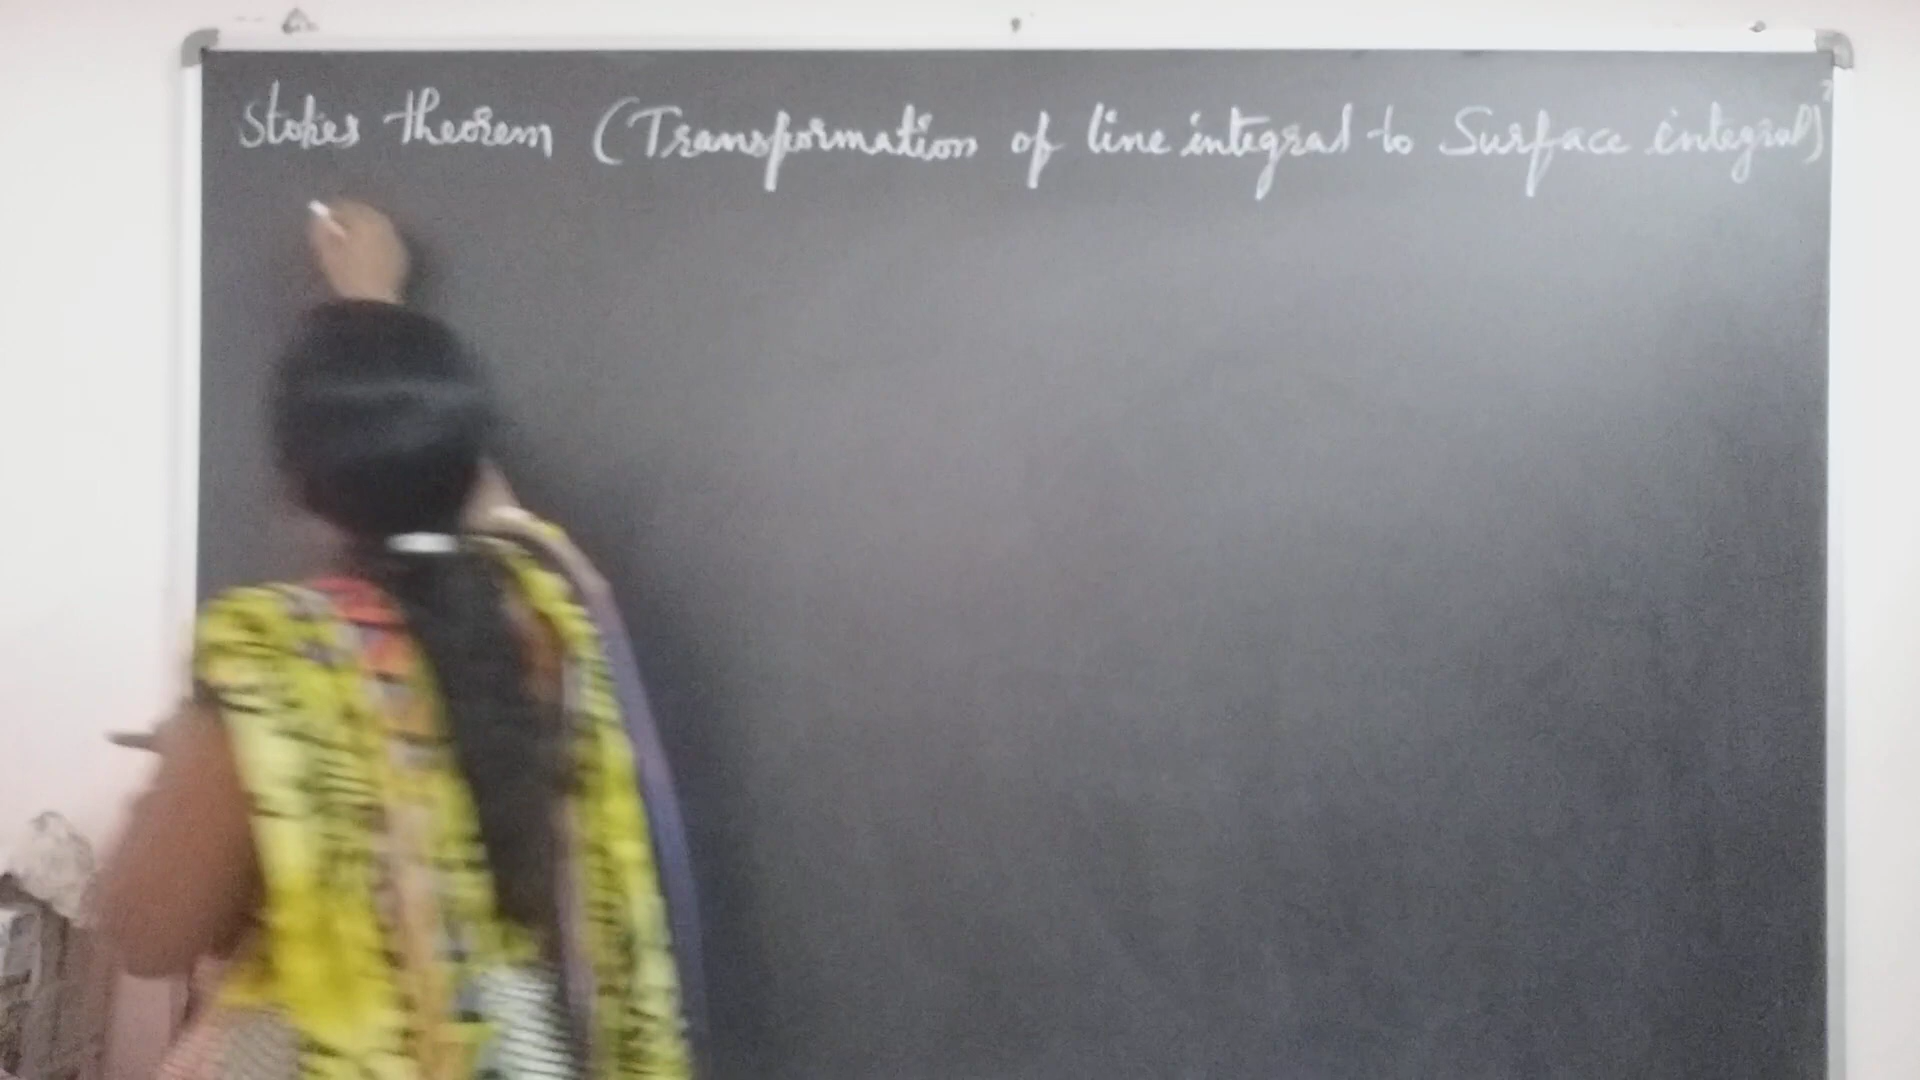 Stokes theorem (Transformation of line integral to Surface integral)